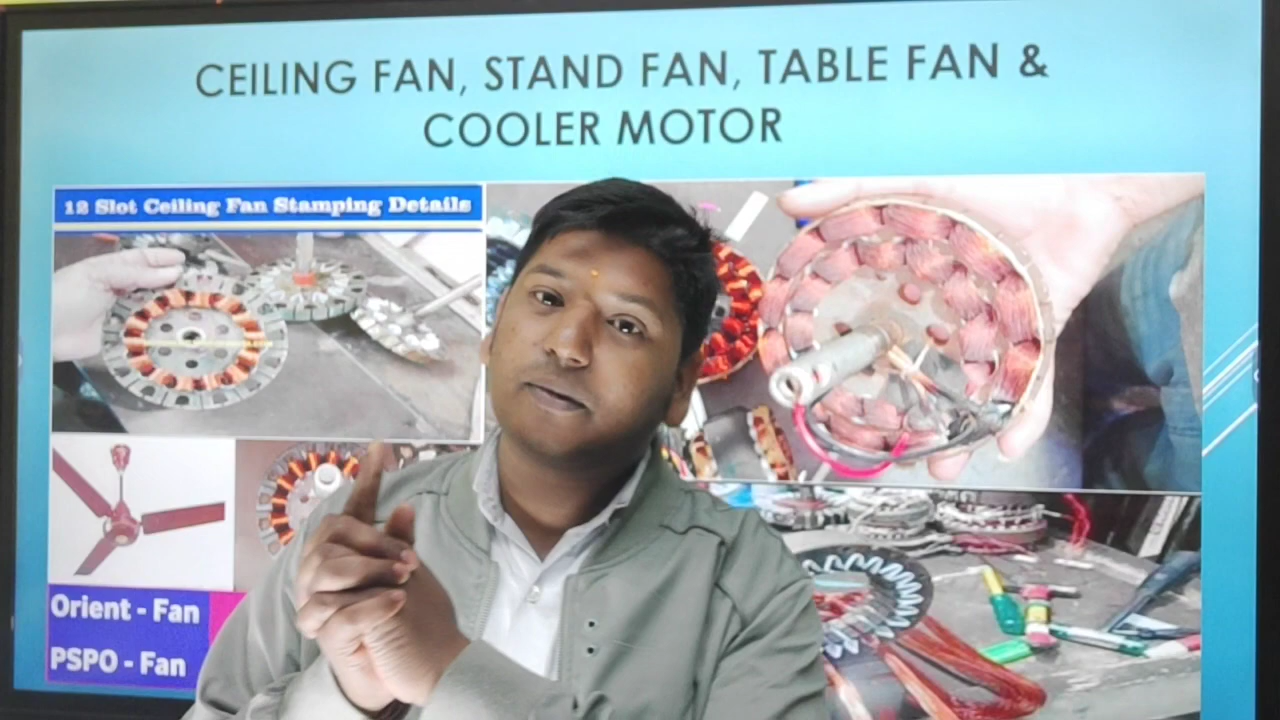 CEILING FAN, STAND FAN, TABLE FAN &
COOLER MOTOR
12 Slot Ceiling Fan Stamping Details
Orient - Fan
PSPO - Fan